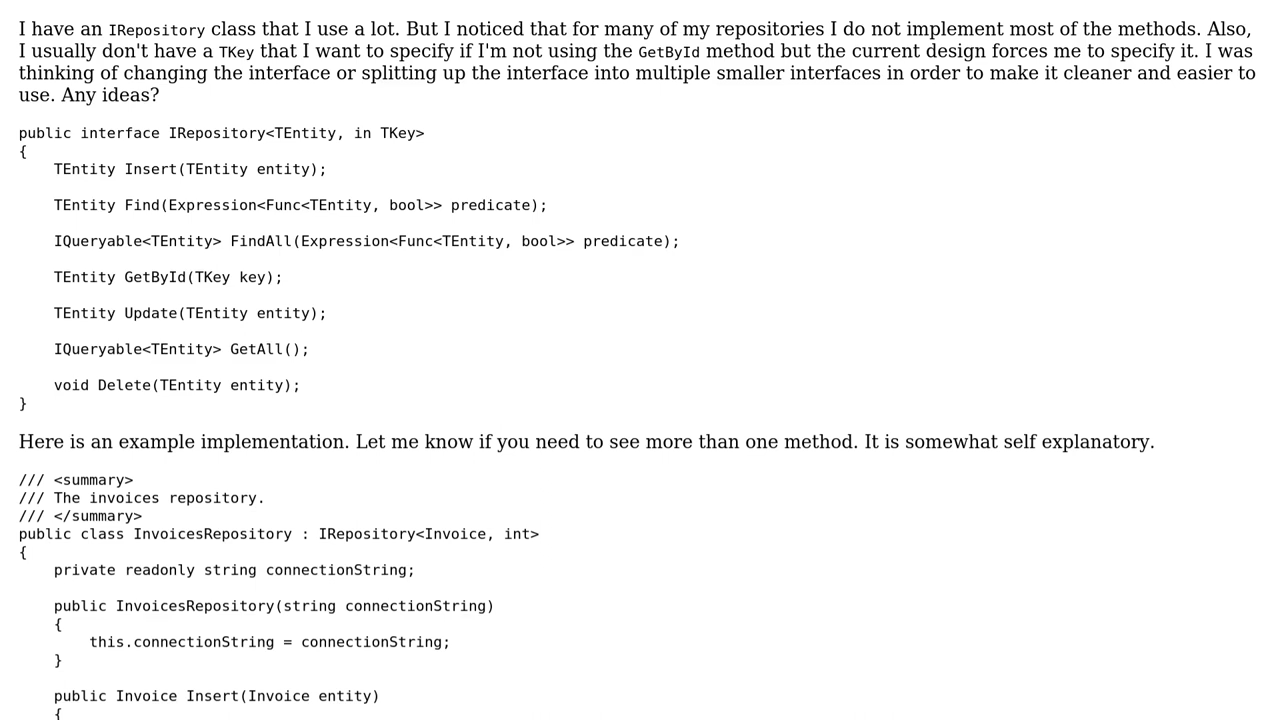 I have an IRepository class that I use a lot. But I noticed that for many of my repositories I do not implement most of the methods. Also,
I usually don't have a TKey that I want to specify if I'm not using the GetById method but the current design forces me to specify it. I was
thinking of changing the interface or splitting up the interface into multiple smaller interfaces in order to make it cleaner and easier to
use. Any ideas?
public interface IRepository<TEntity, in TKey>
{
    TEntity Insert(TEntity entity);
    TEntity Find(Expression<Func<TEntity, bool>> predicate);
    IQueryable<TEntity> FindAll(Expression<Func<TEntity, bool>> predicate);
    TEntity GetById(TKey key);
    TEntity Update(TEntity entity);
    IQueryable<TEntity> GetAll();
    void Delete(TEntity entity);
}
Here is an example implementation. Let me know if you need to see more than one method. It is somewhat self explanatory.
/// <summary>
/// The invoices repository.
/// </summary>
public class InvoicesRepository : IRepository<Invoice, int>
{
    private readonly string connectionString;
    public InvoicesRepository(string connectionString)
    {
        this.connectionString = connectionString;
    }
    public Invoice Insert(Invoice entity)
    {